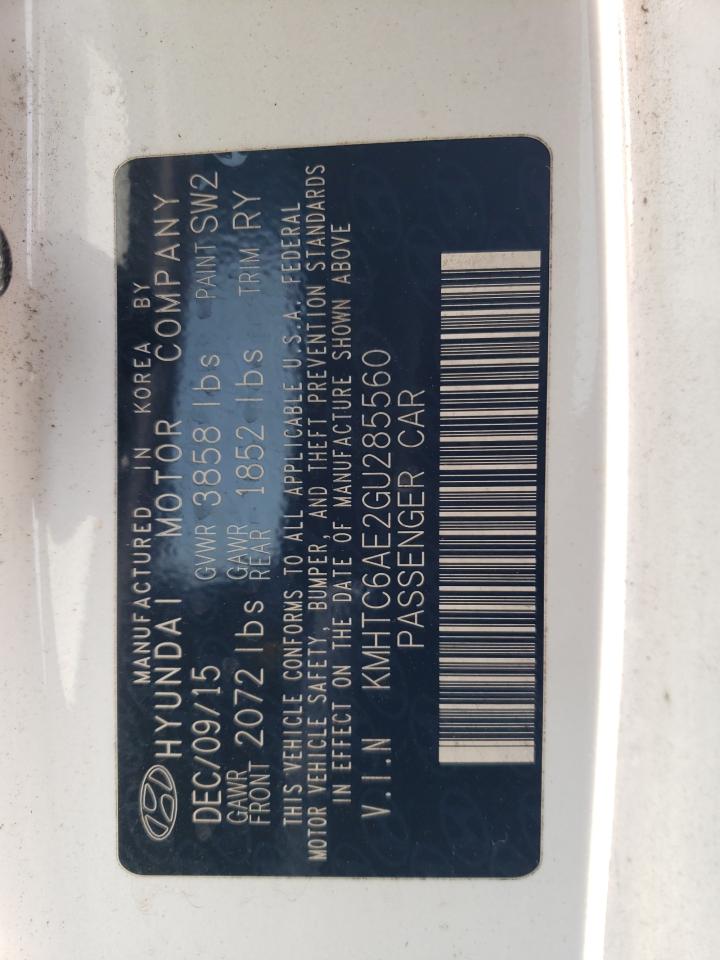 MANUFACTURED IN KOREA BY
HYUNDAI MOTOR COMPANY
DEC/09/15 GVWR 3858 lbs PAINT SW2
GAWR FRONT 2072 lbs GAWR REAR 1852 lbs TRIM RY
THIS VEHICLE CONFORMS TO ALL APPLICABLE U.S.A. FEDERAL
MOTOR VEHICLE SAFETY, BUMPER, AND THEFT PREVENTION STANDARDS
IN EFFECT ON THE DATE OF MANUFACTURE SHOWN ABOVE
V.I.N KMHTC6AE2GU285560
PASSENGER CAR